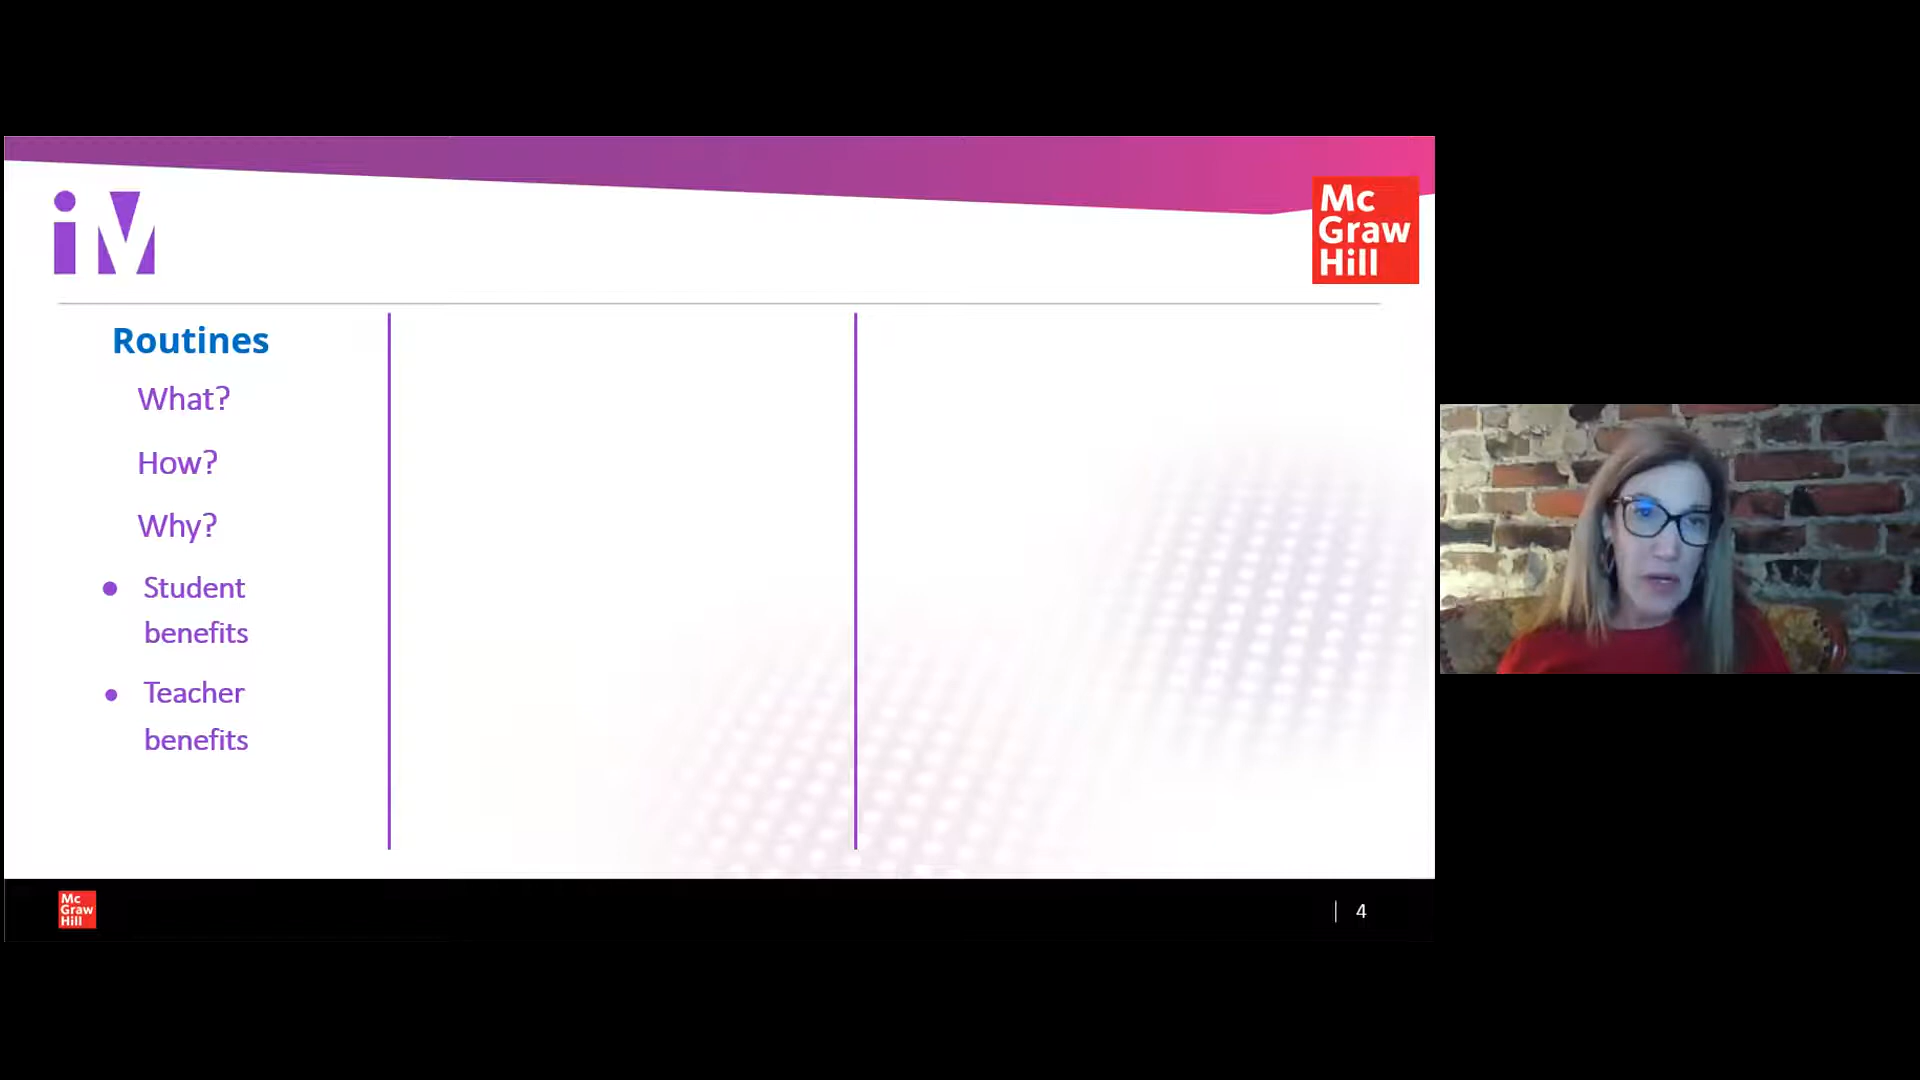 iM
Mc
Graw
Hill
Routines
What?
How?
Why?
● Student
benefits
● Teacher
benefits
Mc
Graw
Hill
| 4